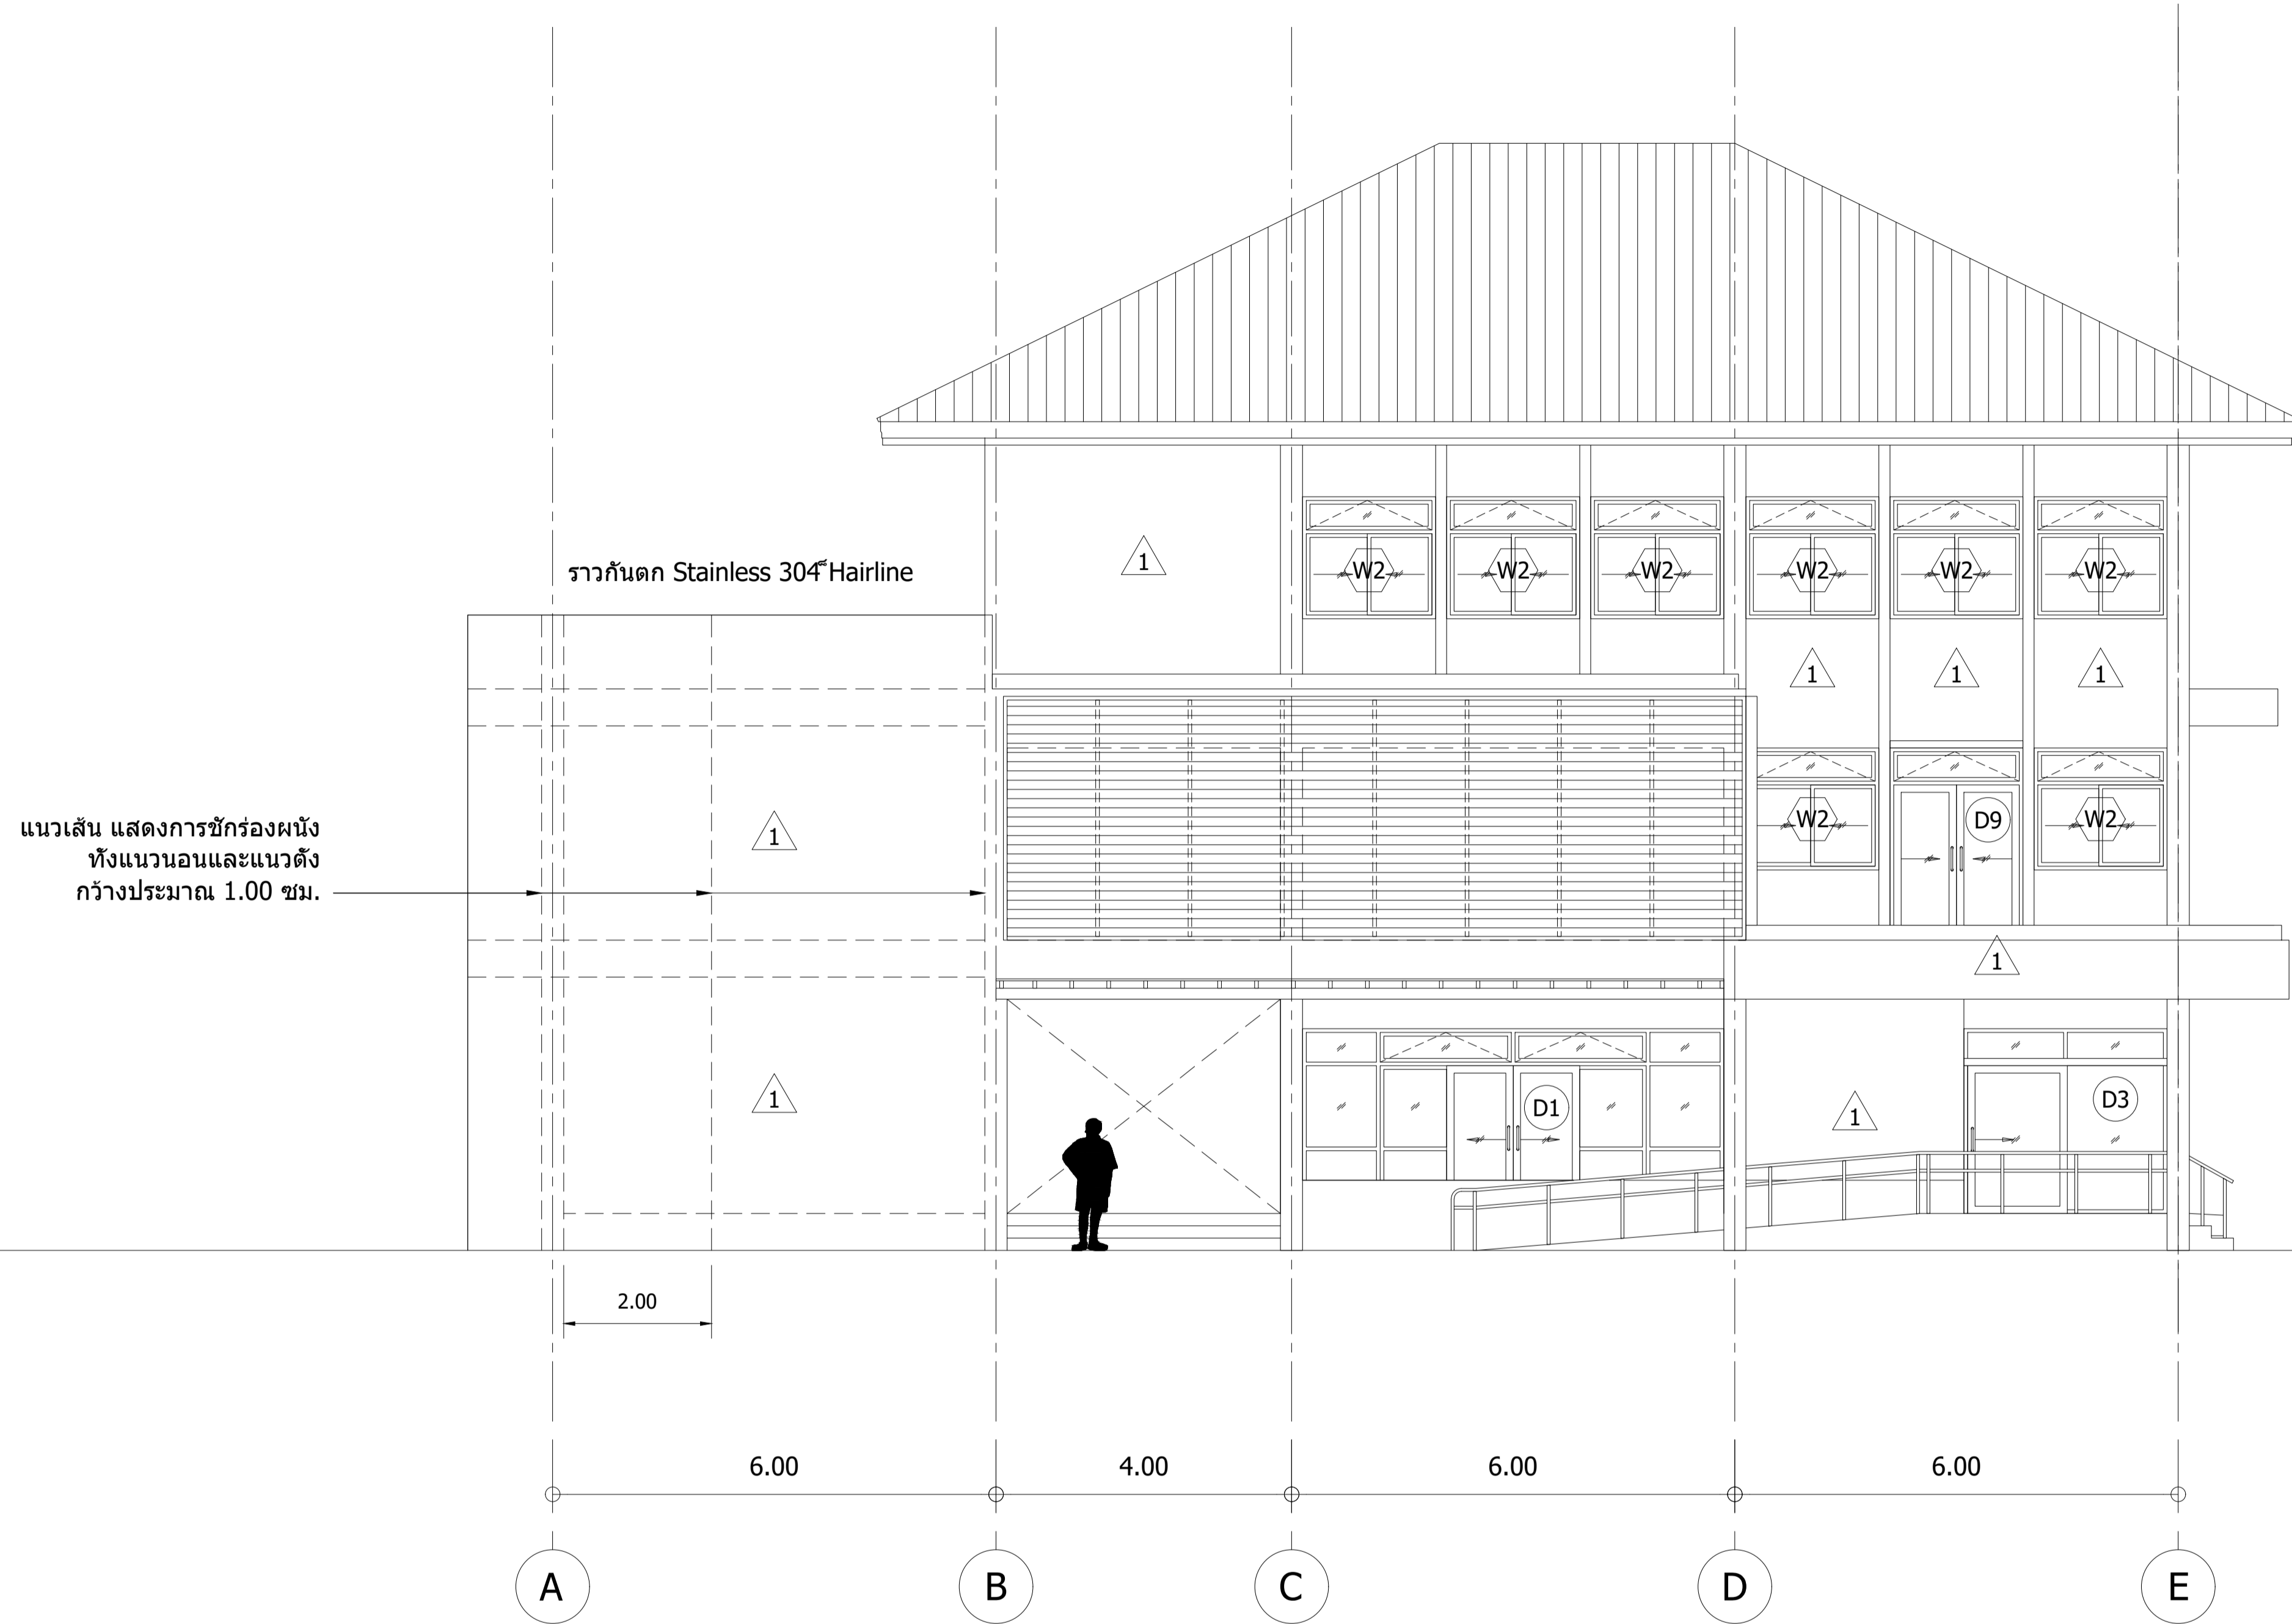 1
ราวกันตก Stainless 304 Hairline
W2
W2
W2
W2
W2
W2
1
1
1
แนวเส้น แสดงการชักร่องผนัง
ทั้งแนวนอนและแนวตั้ง
กว้างประมาณ 1.00 ซม.
1
W2
D9
W2
1
1
D1
1
D3
2.00
6.00
4.00
6.00
6.00
A
B
C
D
E